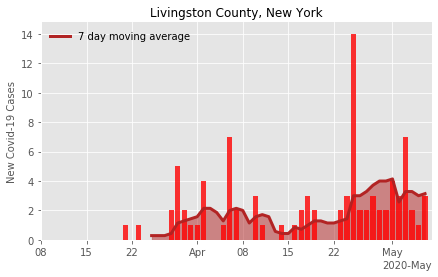 Livingston County, New York
7 day moving average
New Covid-19 Cases
14
12
10
8
6
4
2
0
08 15 22 Apr 08 15 22 May
2020-May